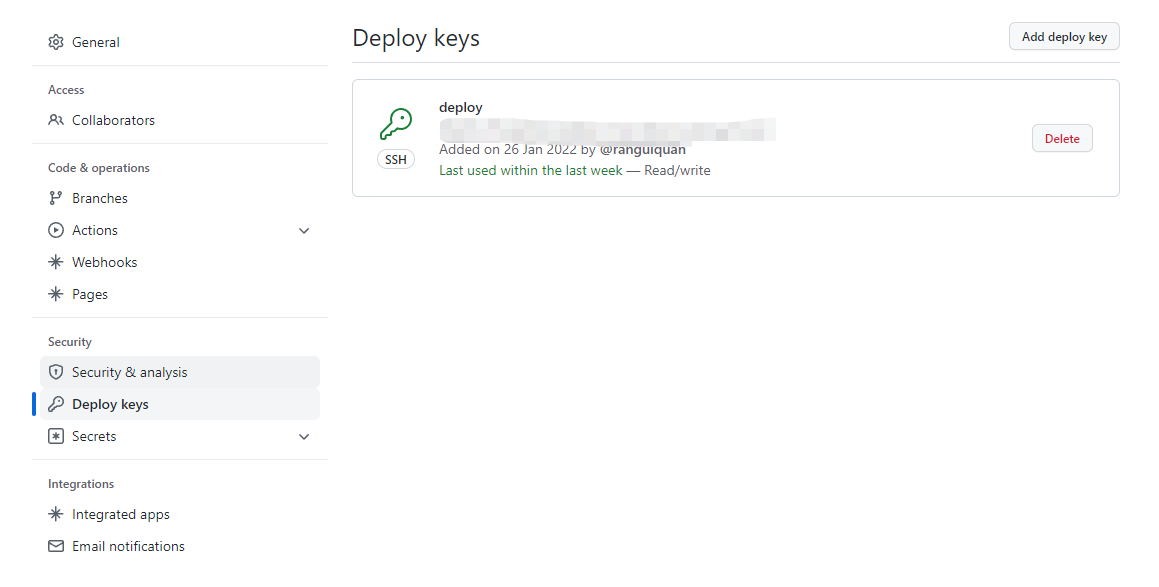 General
Access
Collaborators
Code & operations
Branches
Actions
Webhooks
Pages
Security
Security & analysis
Deploy keys
Secrets
Integrations
Integrated apps
Email notifications
Deploy keys
Add deploy key
deploy
SSH
Added on 26 Jan 2022 by @ranguiquan
Last used within the last week — Read/write
Delete